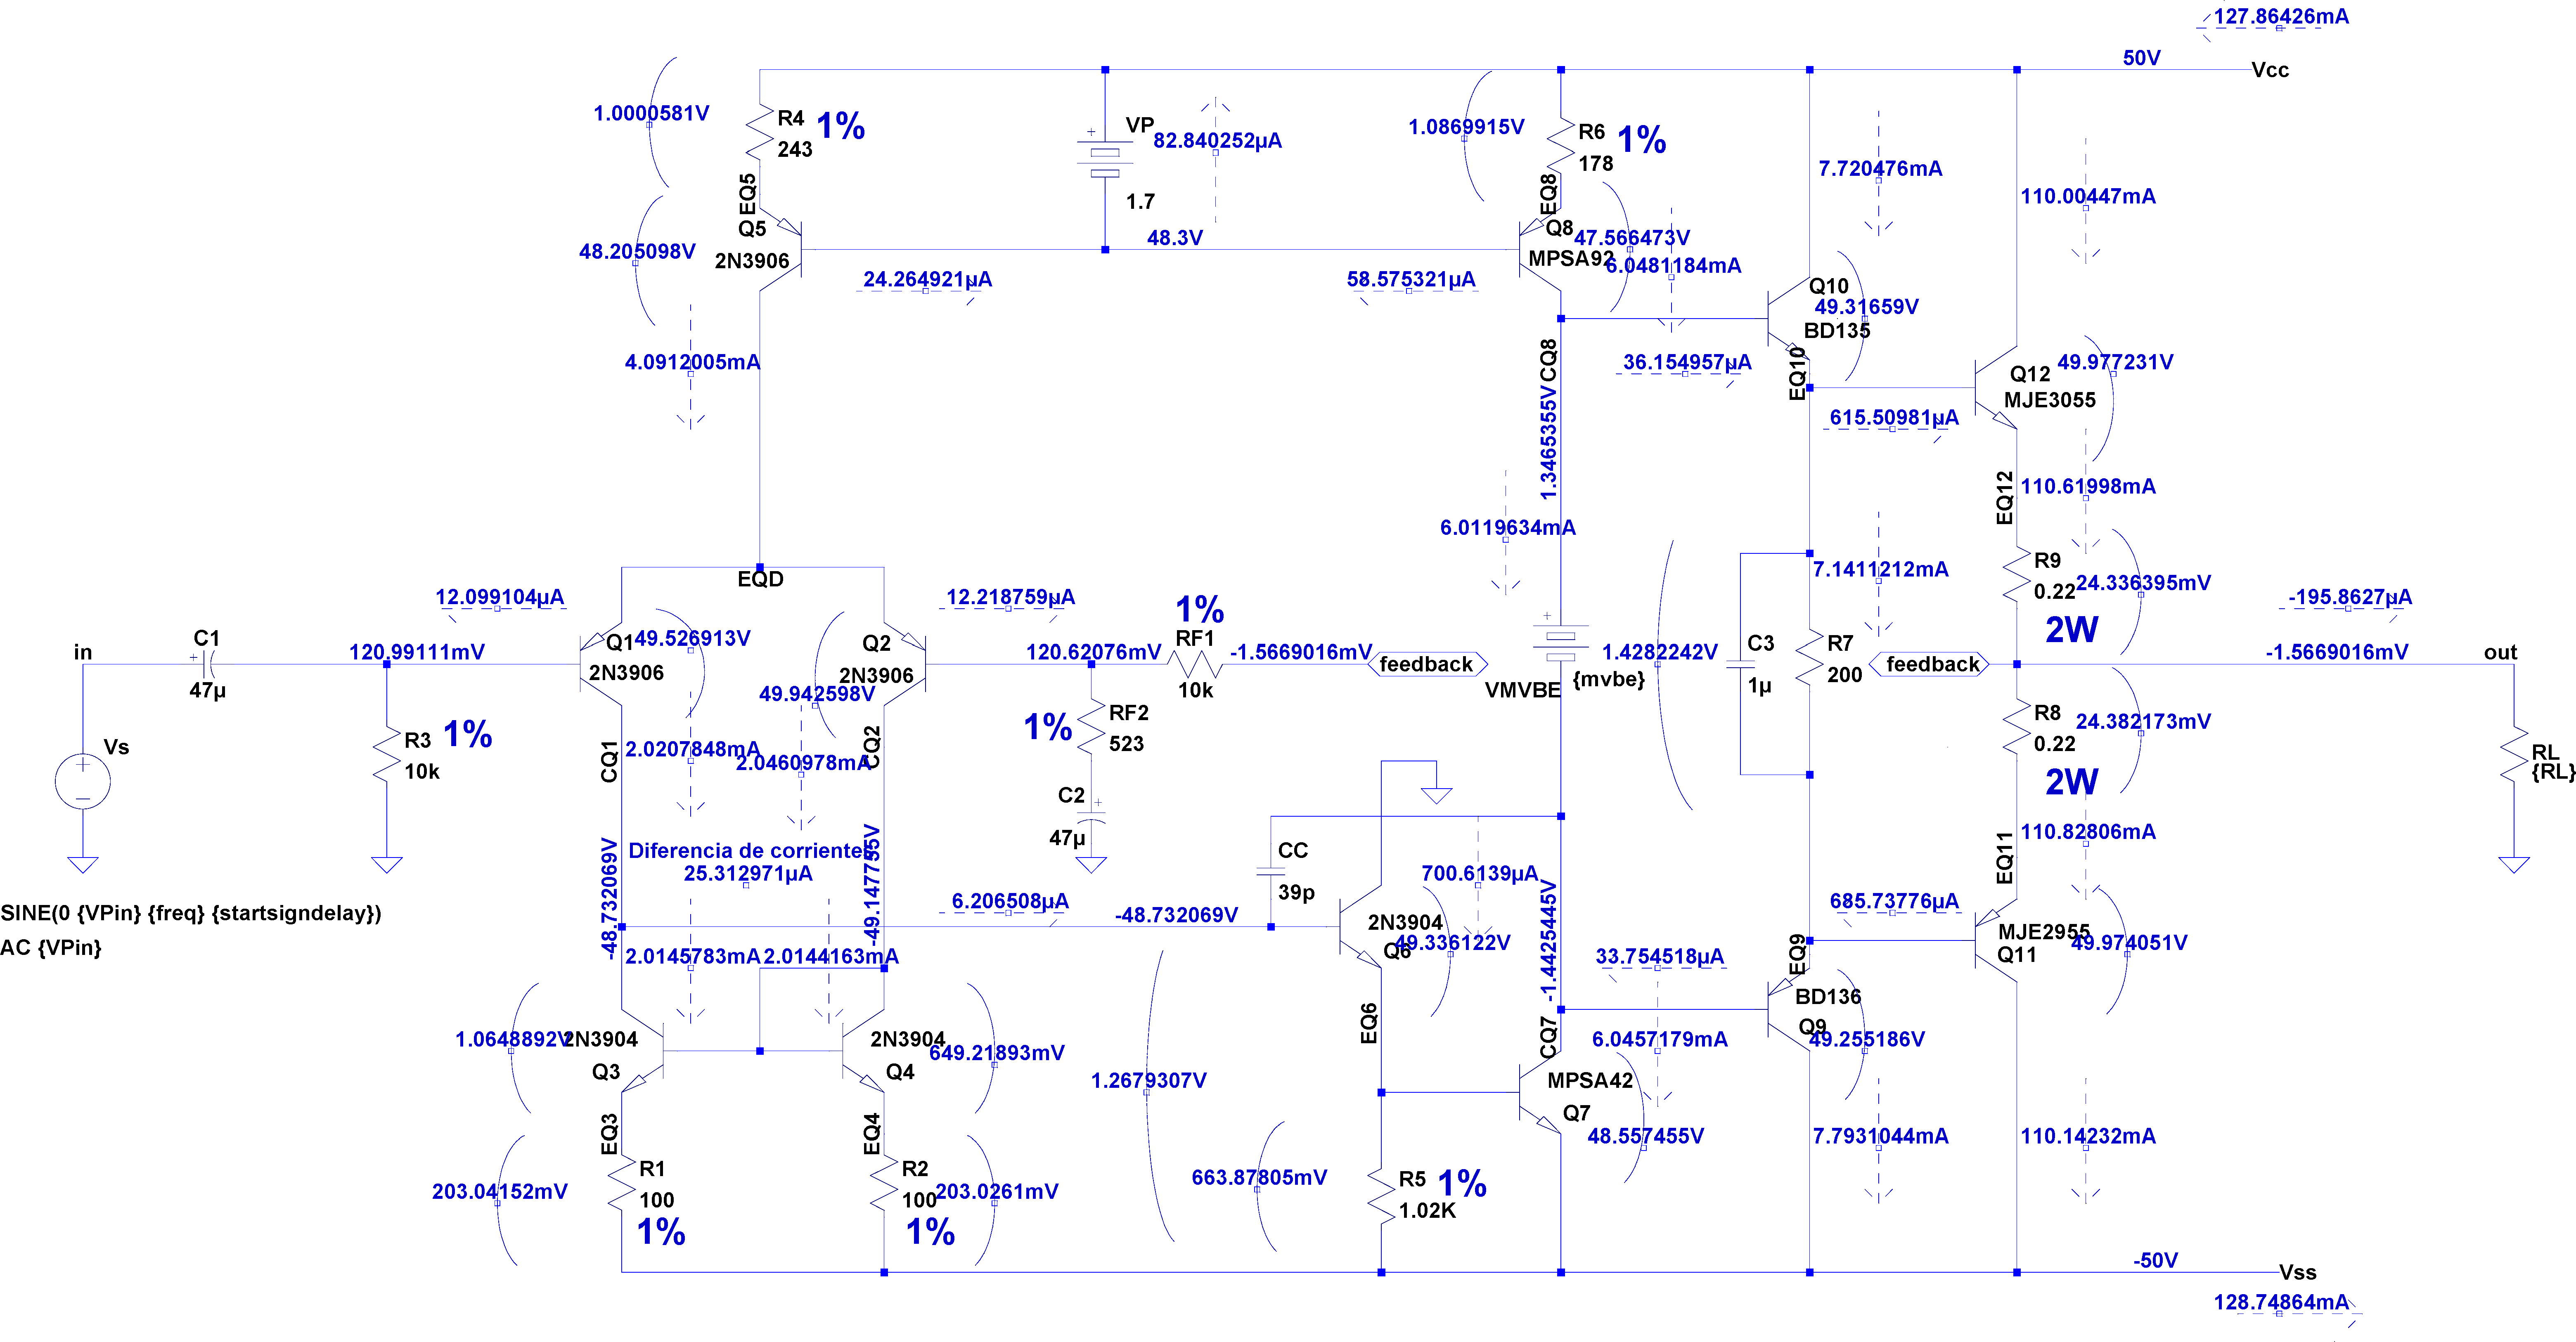 127.86426mA
50V
Vcc
1.0000581V
R4
1%
243
VP
+
82.840252µA
1.7
1.0869915V
R6
1%
178
7.720476mA
110.00447mA
EQ5
Q5
48.205098V
2N3906
24.264921µA
48.3V
EQ8
Q8
MPSA92
47.566473V
6.0481184mA
58.575321µA
Q10
49.31659V
BD135
4.0912005mA
36.154957µA
EQ10
CQ8
1.3465355V
Q12
MJE3055
49.977231V
615.50981µA
EQ12
110.61998mA
6.0119634mA
EQD
7.1411212mA
R9
0.22
24.336395mV
2W
12.099104µA
12.218759µA
1%
RF1
10k
-195.8627µA
in
C1
+
47µ
120.99111mV
Q1
2N3906
49.526913V
Q2
2N3906
49.942598V
120.62076mV
-1.5669016mV
feedback
+
VMVBE
{mvbe}
1.4282242V
C3
1µ
R7
200
feedback
-1.5669016mV
out
R8
0.22
24.382173mV
2W
RL
{RL}
Vs
R3
1%
10k
CQ1
2.0207848mA
2.0460978mA
CQ2
1%
RF2
523
C2
+
47µ
110.82806mA
EQ11
-48.732069V
Diferencia de corrientes
25.312971µA
-49.147755V
CC
39p
700.6139µA
-1.4425445V
685.73776µA
SINE(0 {VPin} {freq} {startsigndelay})
AC {VPin}
6.206508µA
-48.732069V
2N3904
Q6
49.336122V
2.0145783mA
2.0144163mA
33.754518µA
EQ9
MJE2955
Q11
49.974051V
BD136
Q9
49.255186V
EQ6
CQ7
6.0457179mA
1.0648892V
2N3904
Q3
2N3904
Q4
649.21893mV
1.2679307V
MPSA42
Q7
48.557455V
7.7931044mA
110.14232mA
EQ3
EQ4
203.04152mV
R1
100
1%
R2
100
1%
203.0261mV
663.87805mV
R5
1%
1.02K
-50V
Vss
128.74864mA